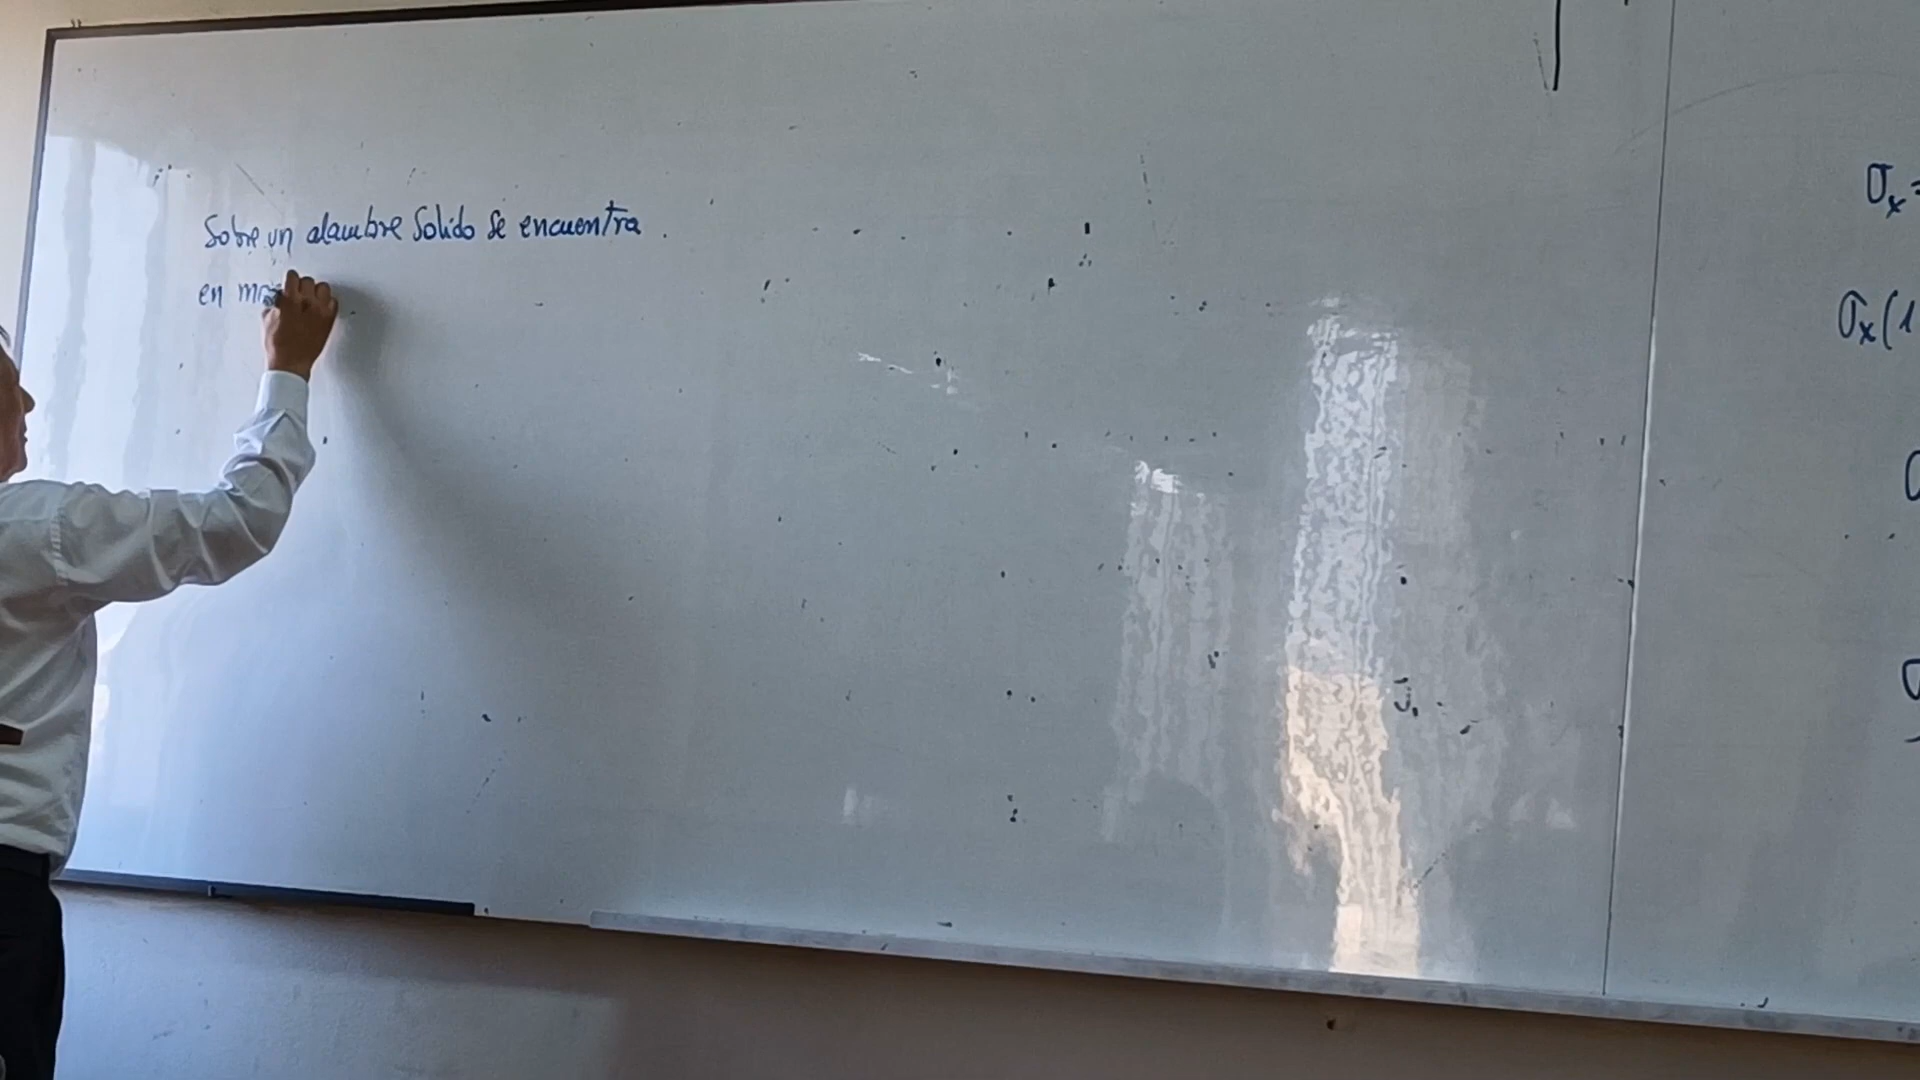 Sobre un alambre Solido Se encuentra
en
σx =
σx(1